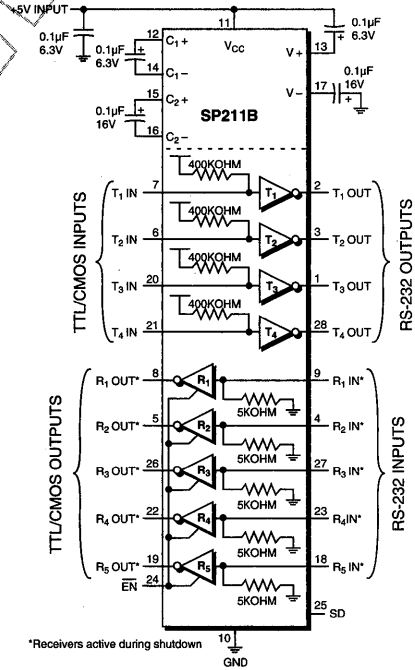 +5V INPUT
11
12
C1+
VCC
0.1µF
6.3V
0.1µF
6.3V
14
C1−
V+
13
0.1µF
6.3V
15
C2+
V−
17
0.1µF
16V
0.1µF
16V
16
C2−
SP211B
400KOHM
T1 IN
7
T1
2
T1 OUT
400KOHM
T2 IN
6
T2
3
T2 OUT
400KOHM
T3 IN
20
T3
1
T3 OUT
400KOHM
T4 IN
21
T4
28
T4 OUT
TTL/CMOS INPUTS
RS-232 OUTPUTS
R1 OUT*
8
R1
9
R1 IN*
5KOHM
R2 OUT*
5
R2
4
R2 IN*
5KOHM
R3 OUT*
26
R3
27
R3 IN*
5KOHM
R4 OUT*
22
R4
23
R4IN*
5KOHM
R5 OUT*
19
R5
18
R5 IN*
5KOHM
TTL/CMOS OUTPUTS
RS-232 INPUTS
EN
24
25
SD
*Receivers active during shutdown
10
GND